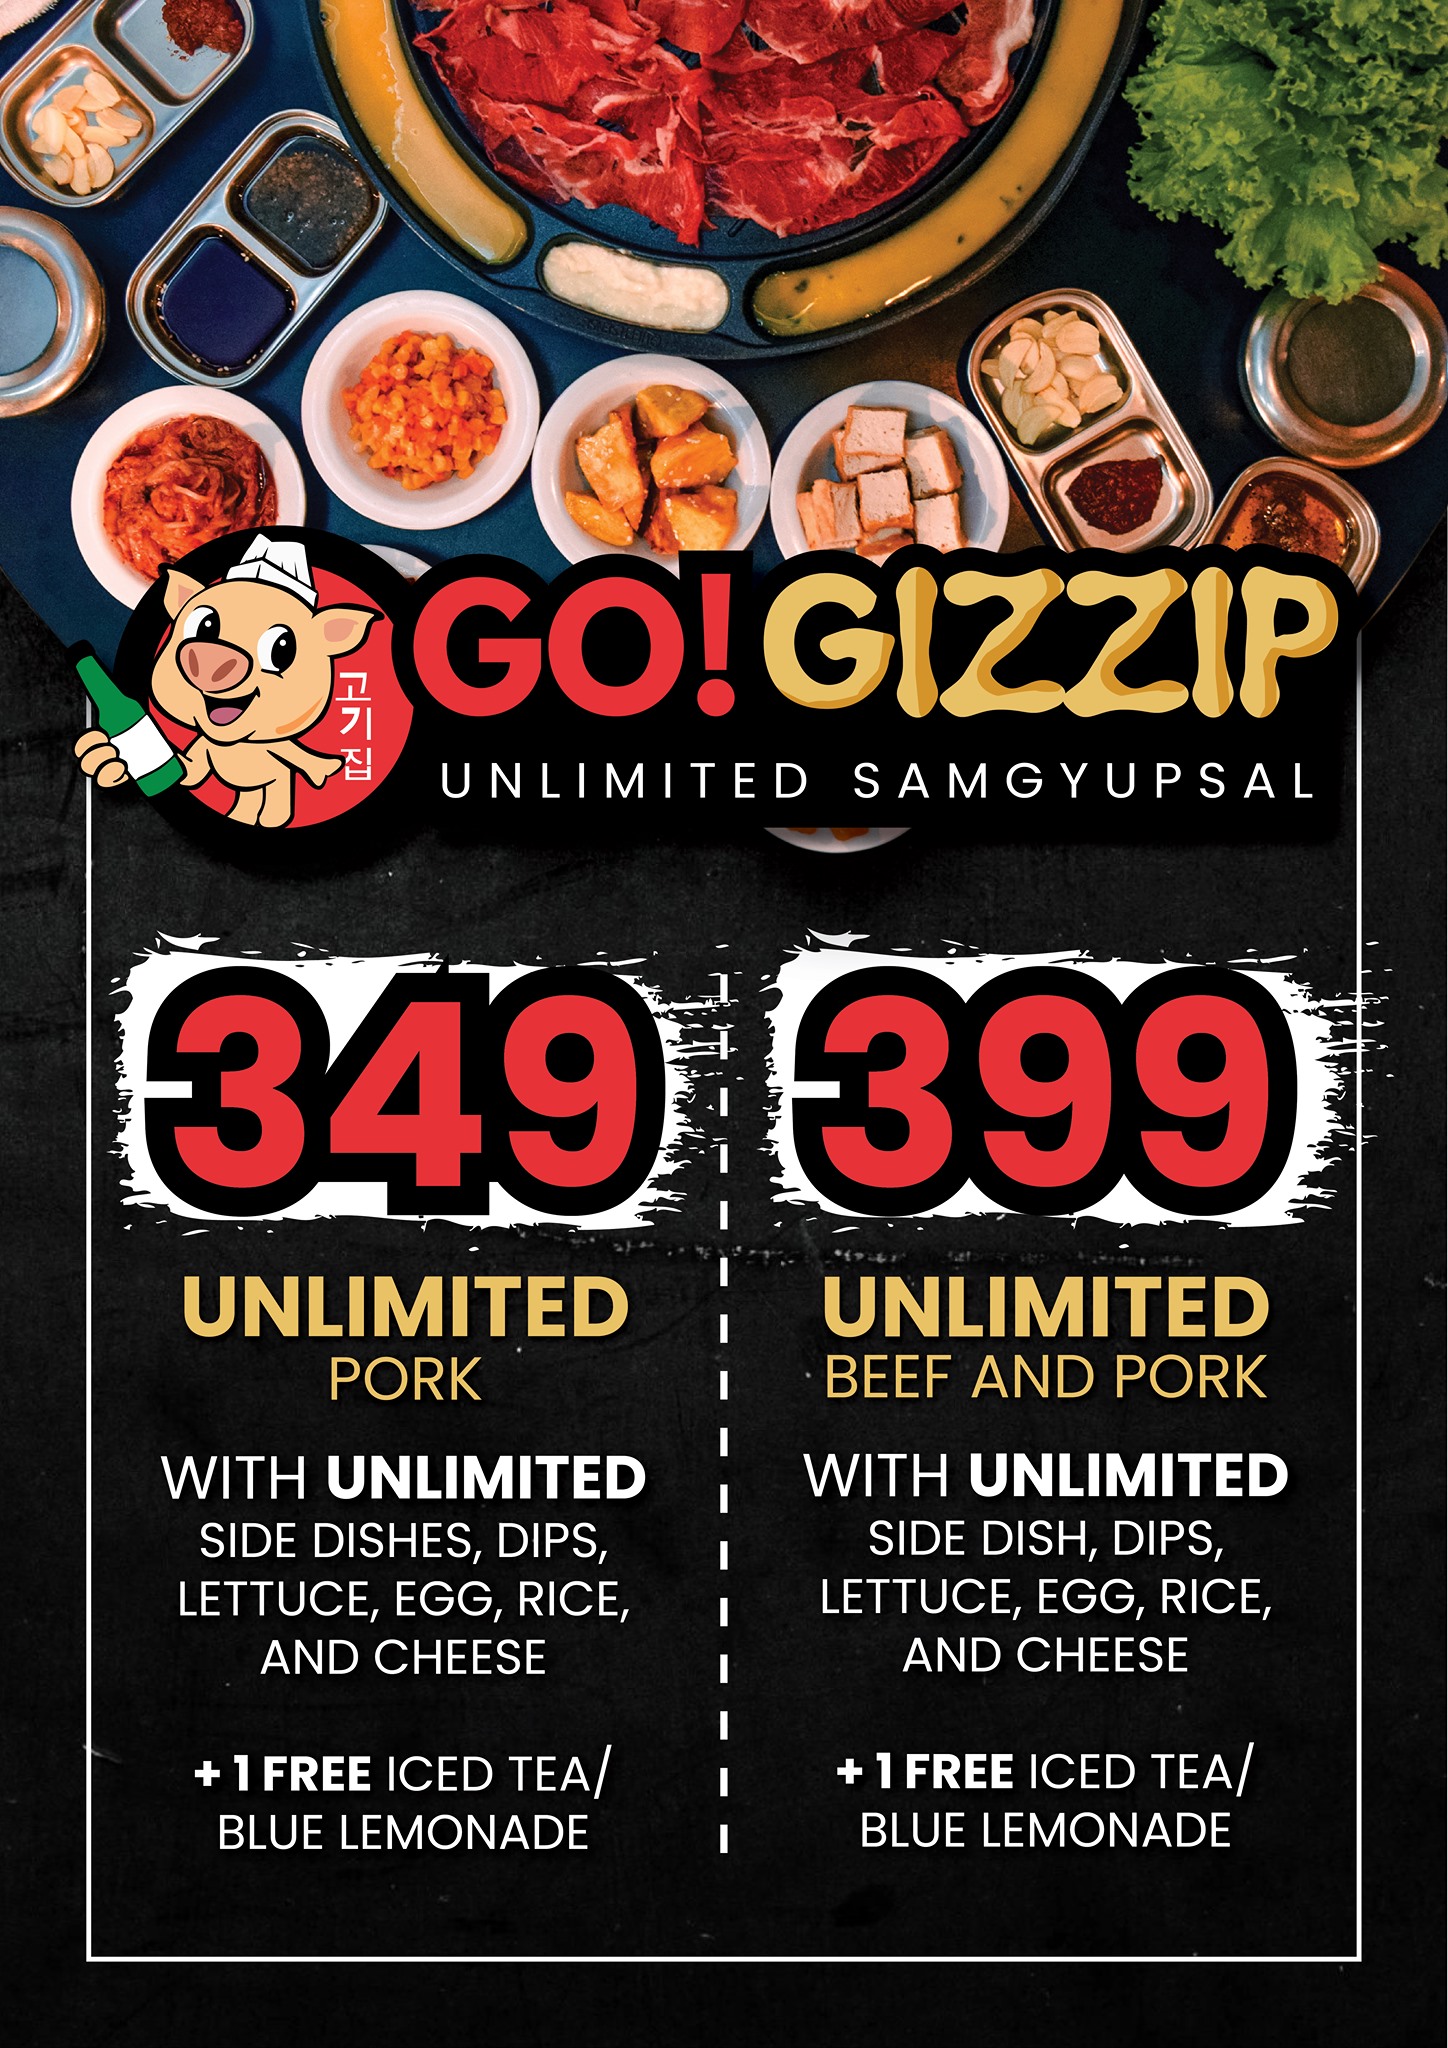 고
기
집
GO! GIZZIP
UNLIMITED SAMGYUPSAL
349
UNLIMITED
PORK
WITH UNLIMITED
SIDE DISHES, DIPS,
LETTUCE, EGG, RICE,
AND CHEESE
+ 1 FREE ICED TEA/
BLUE LEMONADE
399
UNLIMITED
BEEF AND PORK
WITH UNLIMITED
SIDE DISH, DIPS,
LETTUCE, EGG, RICE,
AND CHEESE
+ 1 FREE ICED TEA/
BLUE LEMONADE